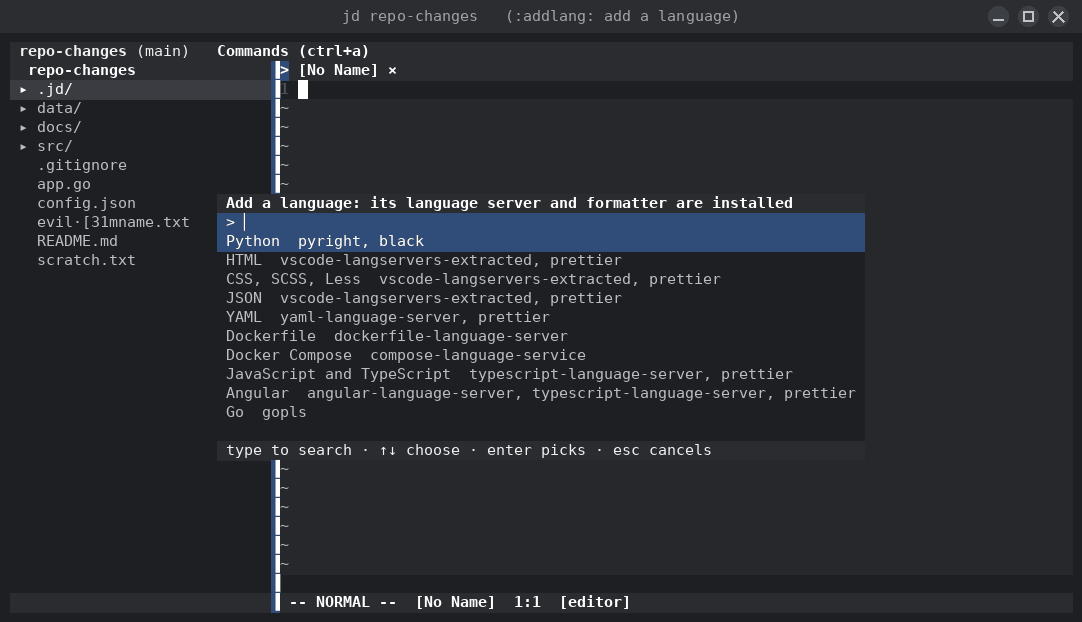 jd repo-changes (:addlang: add a language)
repo-changes (main) Commands (ctrl+a)
repo-changes > [No Name] ×
▸ .jd/ 1
▸ data/ ~
▸ docs/ ~
▸ src/ ~
.gitignore ~
app.go ~
config.json Add a language: its language server and formatter are installed
evil·[31mname.txt >
README.md Python pyright, black
scratch.txt HTML vscode-langservers-extracted, prettier
CSS, SCSS, Less vscode-langservers-extracted, prettier
JSON vscode-langservers-extracted, prettier
YAML yaml-language-server, prettier
Dockerfile dockerfile-language-server
Docker Compose compose-language-service
JavaScript and TypeScript typescript-language-server, prettier
Angular angular-language-server, typescript-language-server, prettier
Go gopls
type to search · ↑↓ choose · enter picks · esc cancels
~
~
~
~
~
~
-- NORMAL -- [No Name] 1:1 [editor]